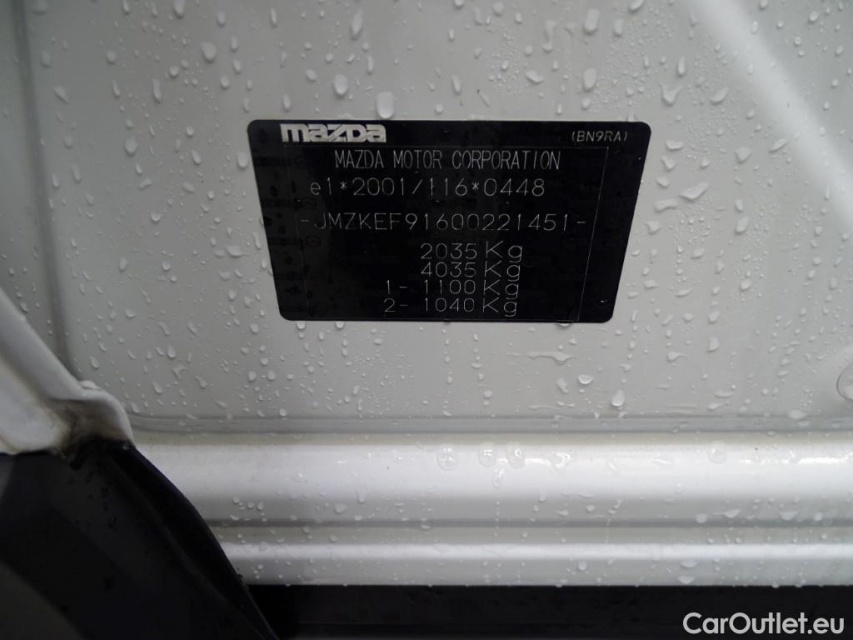 mazda (BN9RA)
MAZDA MOTOR CORPORATION
e1*2001/116*0448
-JMZKEF91600221451-
2035 Kg
4035 Kg
1- 1100 Kg
2- 1040 Kg
CarOutlet.eu